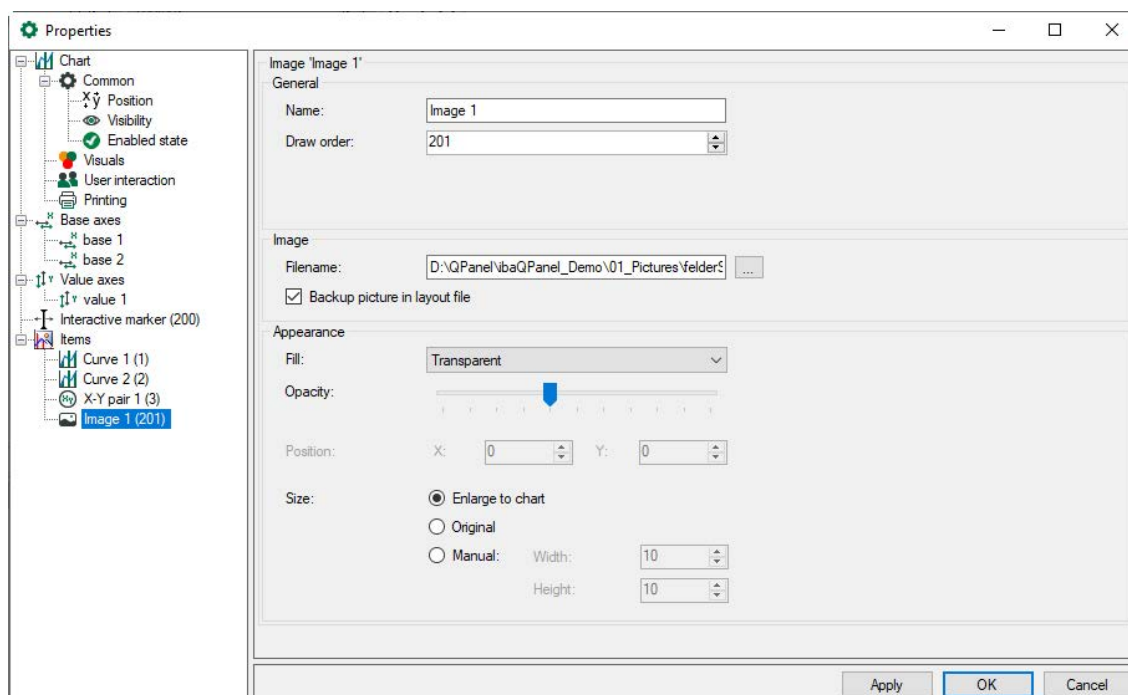 Properties
Chart
Common
Position
Visibility
Enabled state
Visuals
User interaction
Printing
Base axes
base 1
base 2
Value axes
value 1
Interactive marker (200)
Items
Curve 1 (1)
Curve 2 (2)
X-Y pair 1 (3)
Image 1 (201)
Image 'Image 1'
General
Name: Image 1
Draw order: 201
Image
Filename: D:\QPanel\ibaQPanel_Demo\01_Pictures\felderS ...
Backup picture in layout file
Appearance
Fill: Transparent
Opacity:
Position: X: 0 Y: 0
Size: Enlarge to chart
Original
Manual: Width: 10
Height: 10
Apply OK Cancel